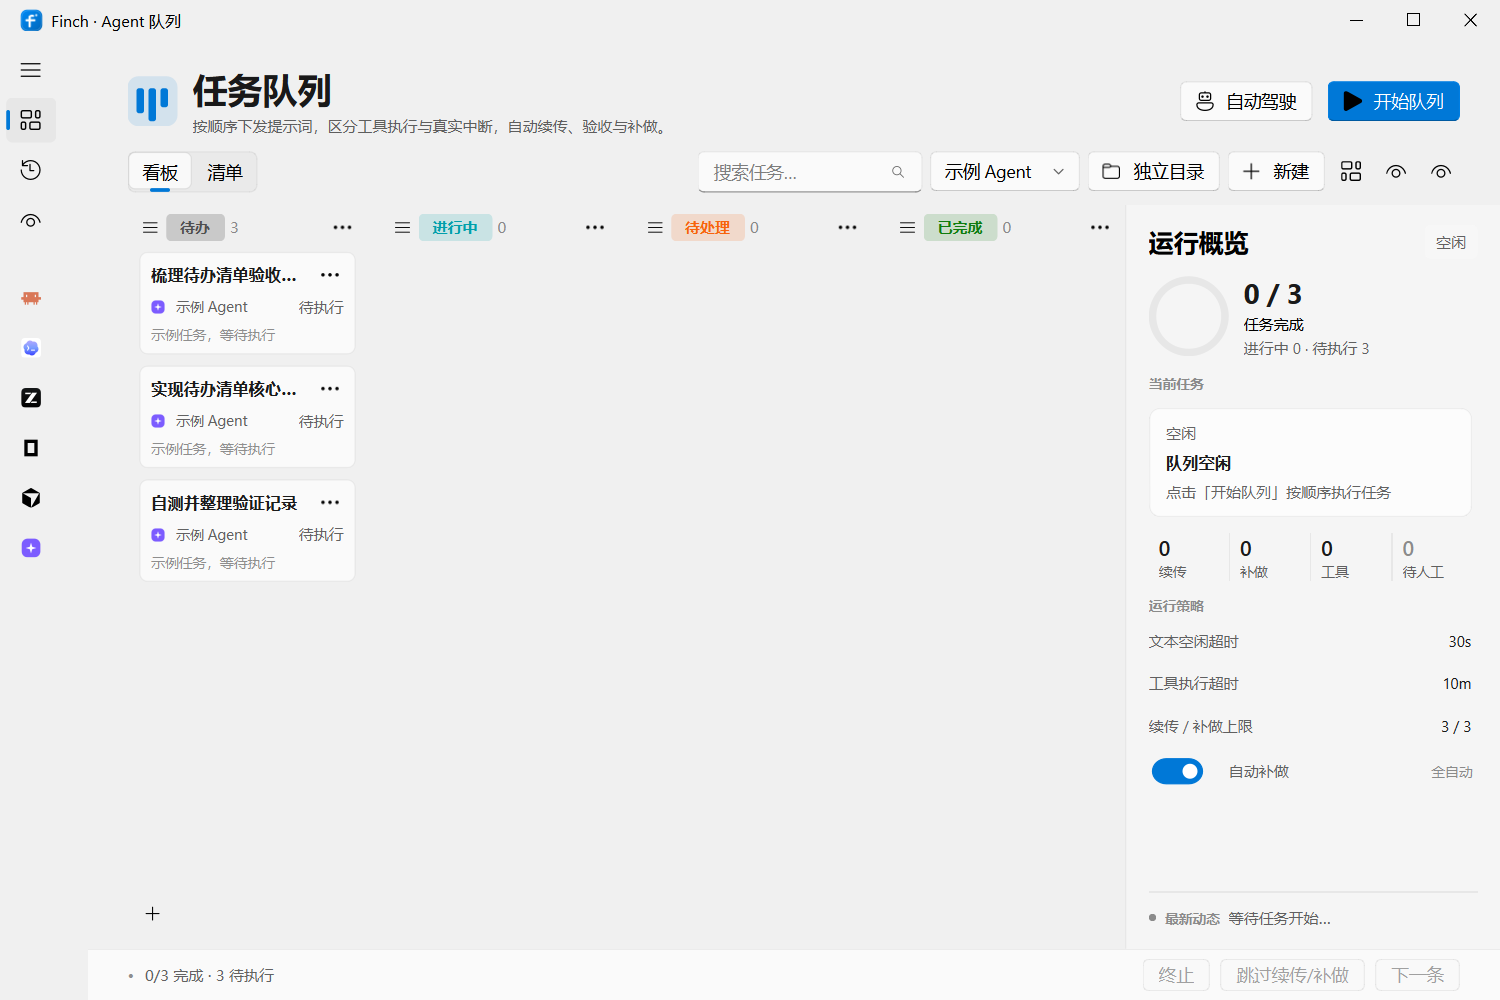 Finch · Agent 队列
任务队列
按顺序下发提示词，区分工具执行与真实中断，自动续传、验收与补做。
自动驾驶
开始队列
看板
清单
搜索任务...
示例 Agent
独立目录
新建
待办 3
进行中 0
待处理 0
已完成 0
梳理待办清单验收...
示例 Agent 待执行
示例任务，等待执行
实现待办清单核心...
示例 Agent 待执行
示例任务，等待执行
自测并整理验证记录
示例 Agent 待执行
示例任务，等待执行
运行概览
空闲
0 / 3
任务完成
进行中 0 · 待执行 3
当前任务
空闲
队列空闲
点击「开始队列」按顺序执行任务
0 0 0 0
续传 补做 工具 待人工
运行策略
文本空闲超时 30s
工具执行超时 10m
续传 / 补做上限 3 / 3
自动补做 全自动
最新动态 等待任务开始...
0/3 完成 · 3 待执行
终止
跳过续传/补做
下一条